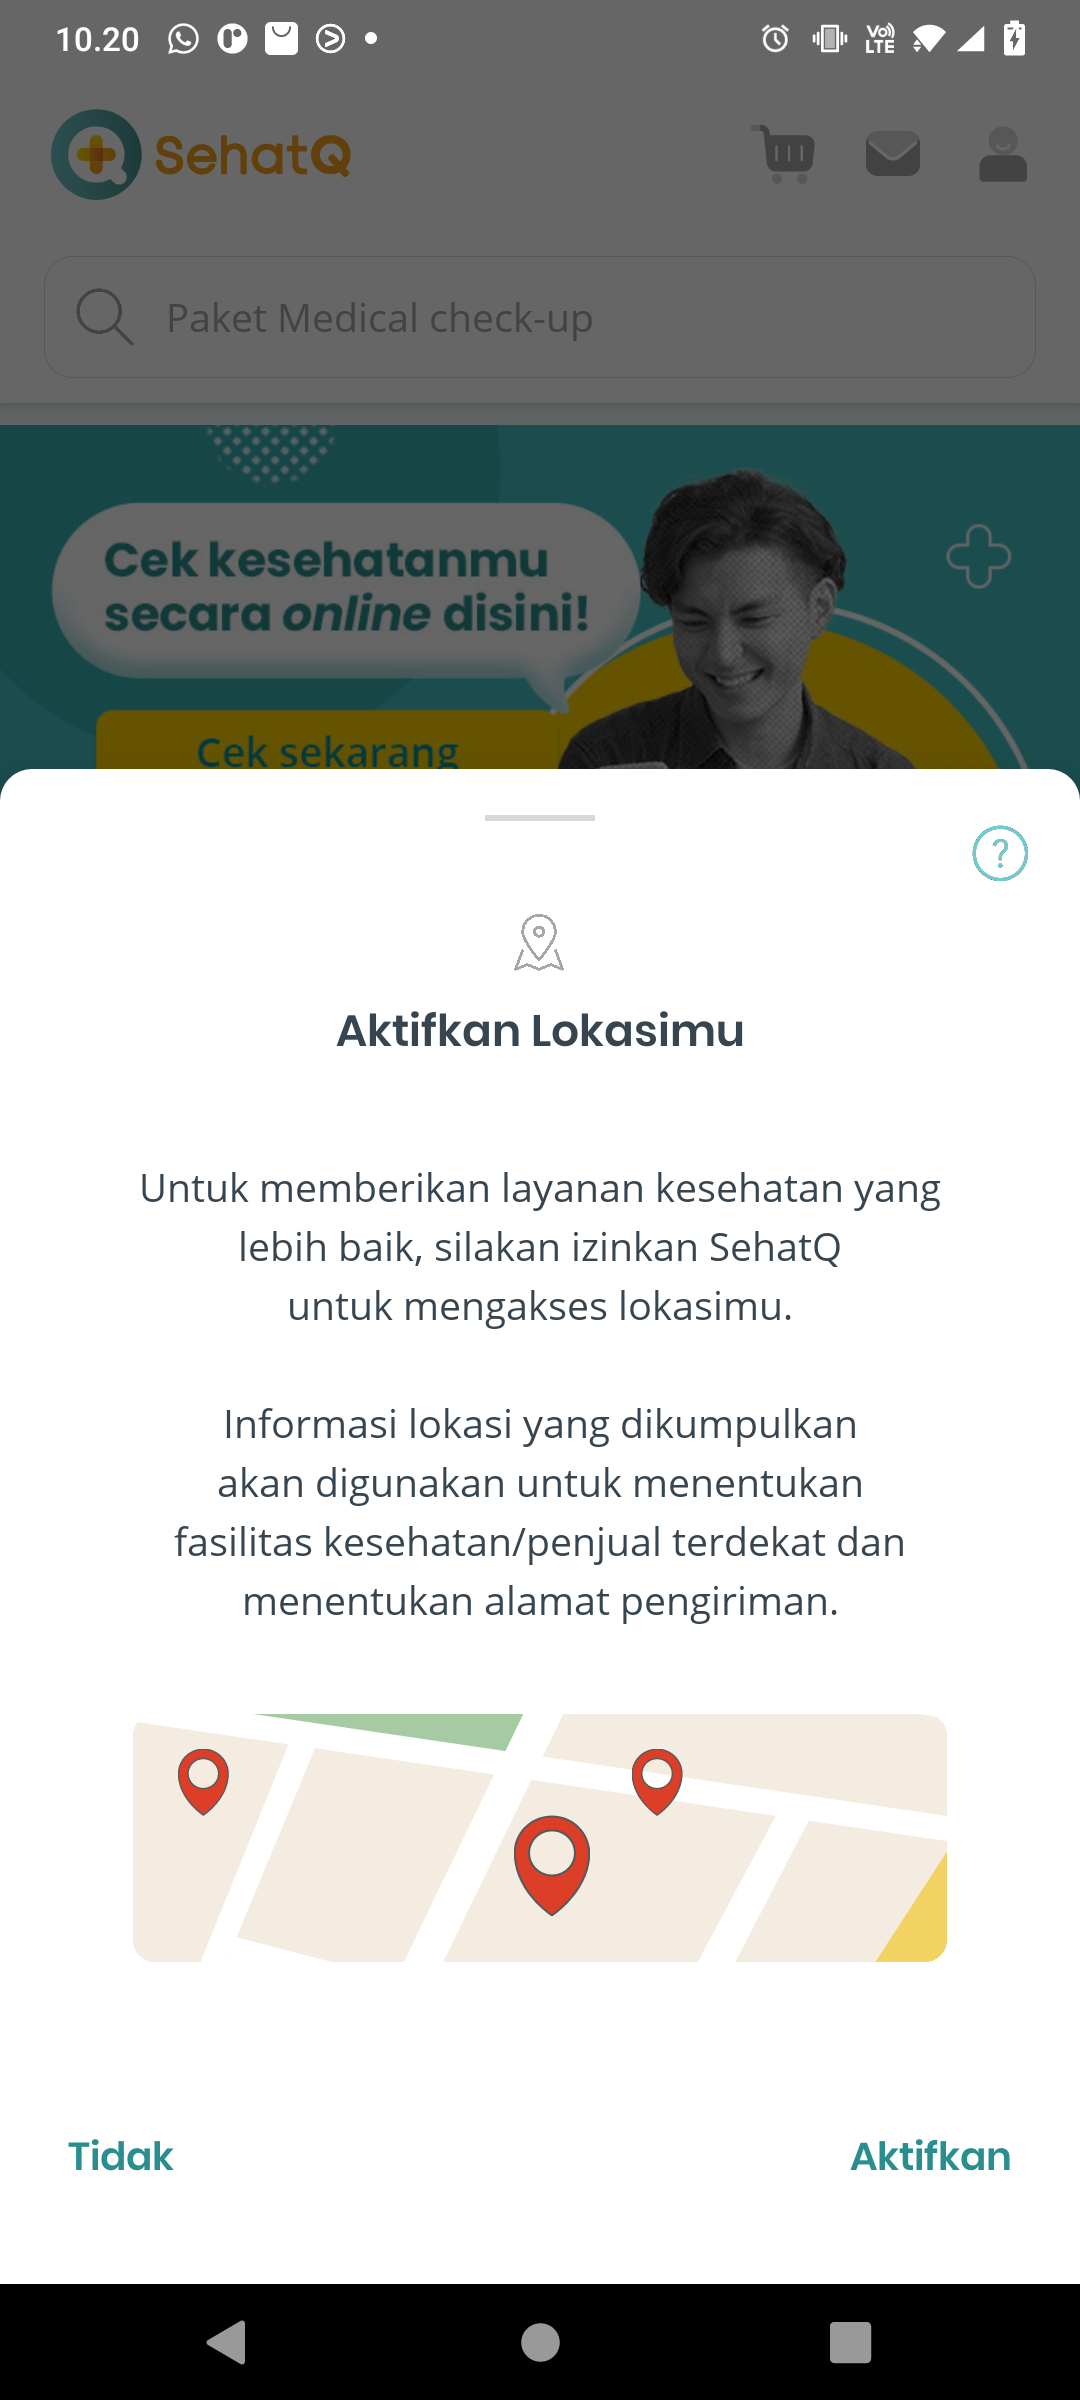 10.20
Vo)) LTE
SehatQ
Paket Medical check-up
Cek kesehatanmu
secara online disini!
Cek sekarang
?
Aktifkan Lokasimu
Untuk memberikan layanan kesehatan yang
lebih baik, silakan izinkan SehatQ
untuk mengakses lokasimu.
Informasi lokasi yang dikumpulkan
akan digunakan untuk menentukan
fasilitas kesehatan/penjual terdekat dan
menentukan alamat pengiriman.
Tidak
Aktifkan